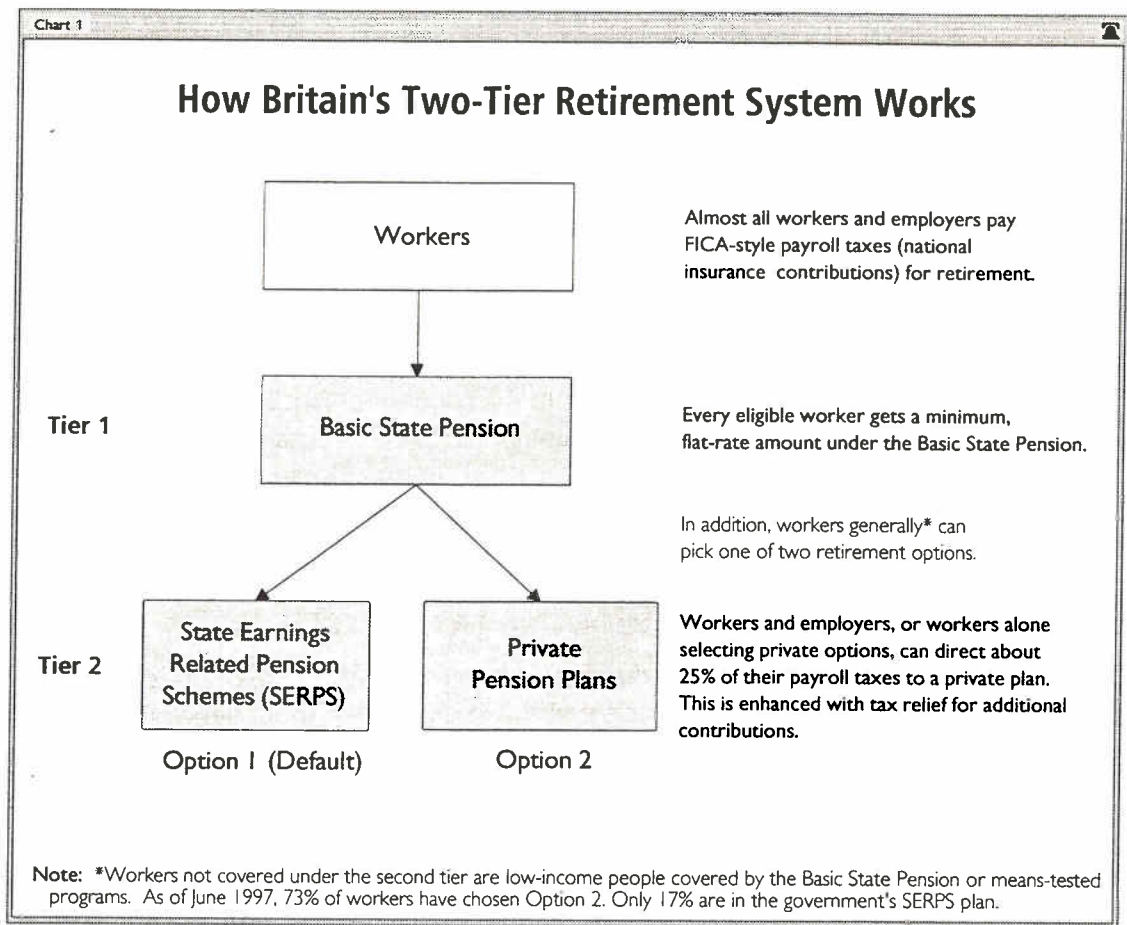 Chart 1
How Britain's Two-Tier Retirement System Works
Workers
Almost all workers and employers pay
FICA-style payroll taxes (national
insurance contributions) for retirement.
Tier 1
Basic State Pension
Every eligible worker gets a minimum,
flat-rate amount under the Basic State Pension.
In addition, workers generally* can
pick one of two retirement options.
Tier 2
State Earnings
Related Pension
Schemes (SERPS)
Option 1 (Default)
Private
Pension Plans
Option 2
Workers and employers, or workers alone
selecting private options, can direct about
25% of their payroll taxes to a private plan.
This is enhanced with tax relief for additional
contributions.
Note: *Workers not covered under the second tier are low-income people covered by the Basic State Pension or means-tested
programs. As of June 1997, 73% of workers have chosen Option 2. Only 17% are in the government's SERPS plan.